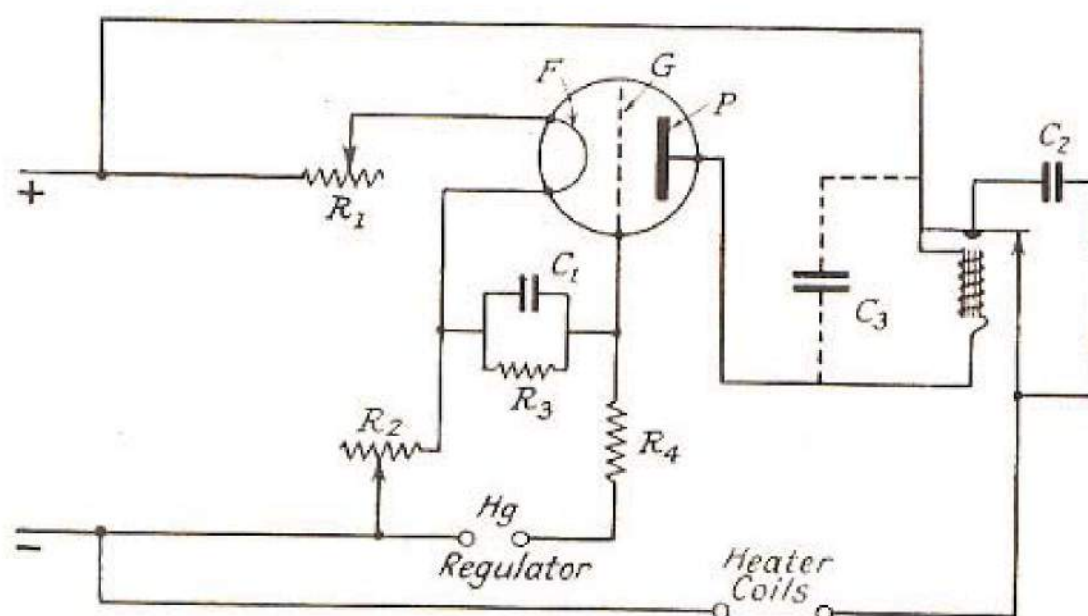 F
G
P
C2
+
R1
C1
C3
R3
R2
R4
Hg
Regulator
-
Heater
Coils